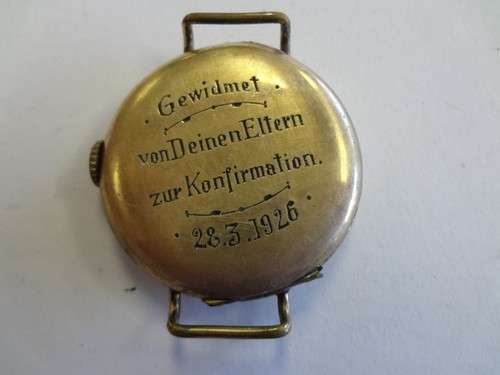 Gewidmet
von Deinen Eltern
zur Konfirmation.
28.3.1926